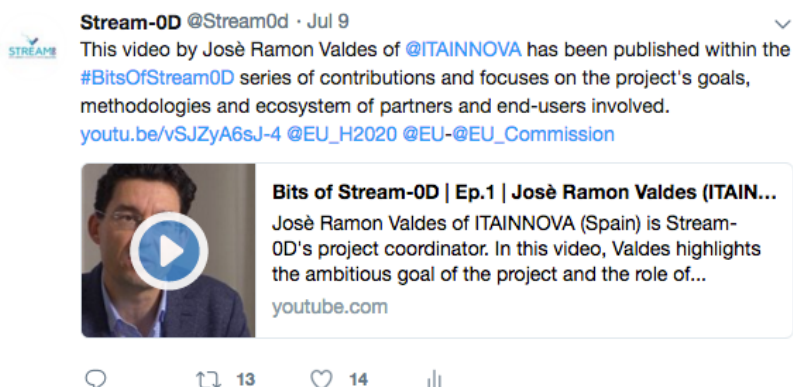 Stream-0D @Stream0d · Jul 9
STREAM
This video by Josè Ramon Valdes of @ITAINNOVA has been published within the
#BitsOfStream0D series of contributions and focuses on the project's goals,
methodologies and ecosystem of partners and end-users involved.
youtu.be/vSJZyA6sJ-4 @EU_H2020 @EU-@EU_Commission
Bits of Stream-0D | Ep.1 | Josè Ramon Valdes (ITAIN...
Josè Ramon Valdes of ITAINNOVA (Spain) is Stream-
0D's project coordinator. In this video, Valdes highlights
the ambitious goal of the project and the role of...
youtube.com
13 14